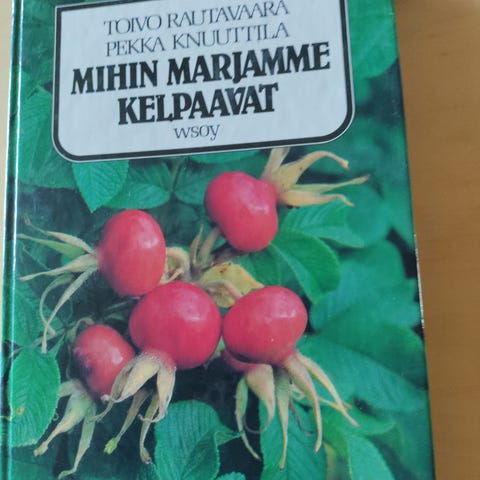 TOIVO RAUTAVAARA
PEKKA KNUUTTILA
MIHIN MARJAMME
KELPAAVAT
wsoy